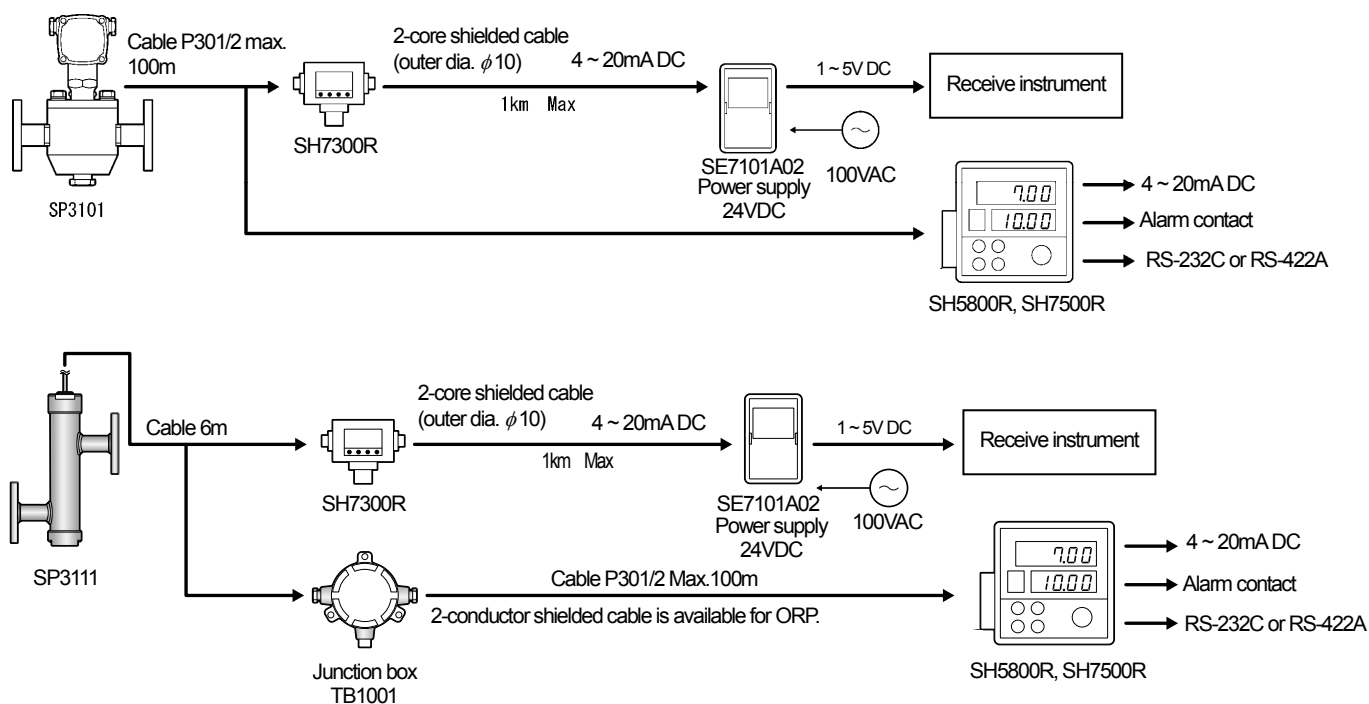 Cable P301/2 max.
100m
2-core shielded cable
(outer dia. φ10)
4 ~ 20mA DC
1km Max
1 ~ 5V DC
Receive instrument
SH7300R
SE7101A02
Power supply
24VDC
100VAC
SP3101
7.00
10.00
4 ~ 20mA DC
Alarm contact
RS-232C or RS-422A
SH5800R, SH7500R
Cable 6m
2-core shielded cable
(outer dia. φ10)
4 ~ 20mA DC
1km Max
1 ~ 5V DC
Receive instrument
SH7300R
SE7101A02
Power supply
24VDC
100VAC
SP3111
Cable P301/2 Max.100m
2-conductor shielded cable is available for ORP.
7.00
10.00
4 ~ 20mA DC
Alarm contact
RS-232C or RS-422A
Junction box
TB1001
SH5800R, SH7500R